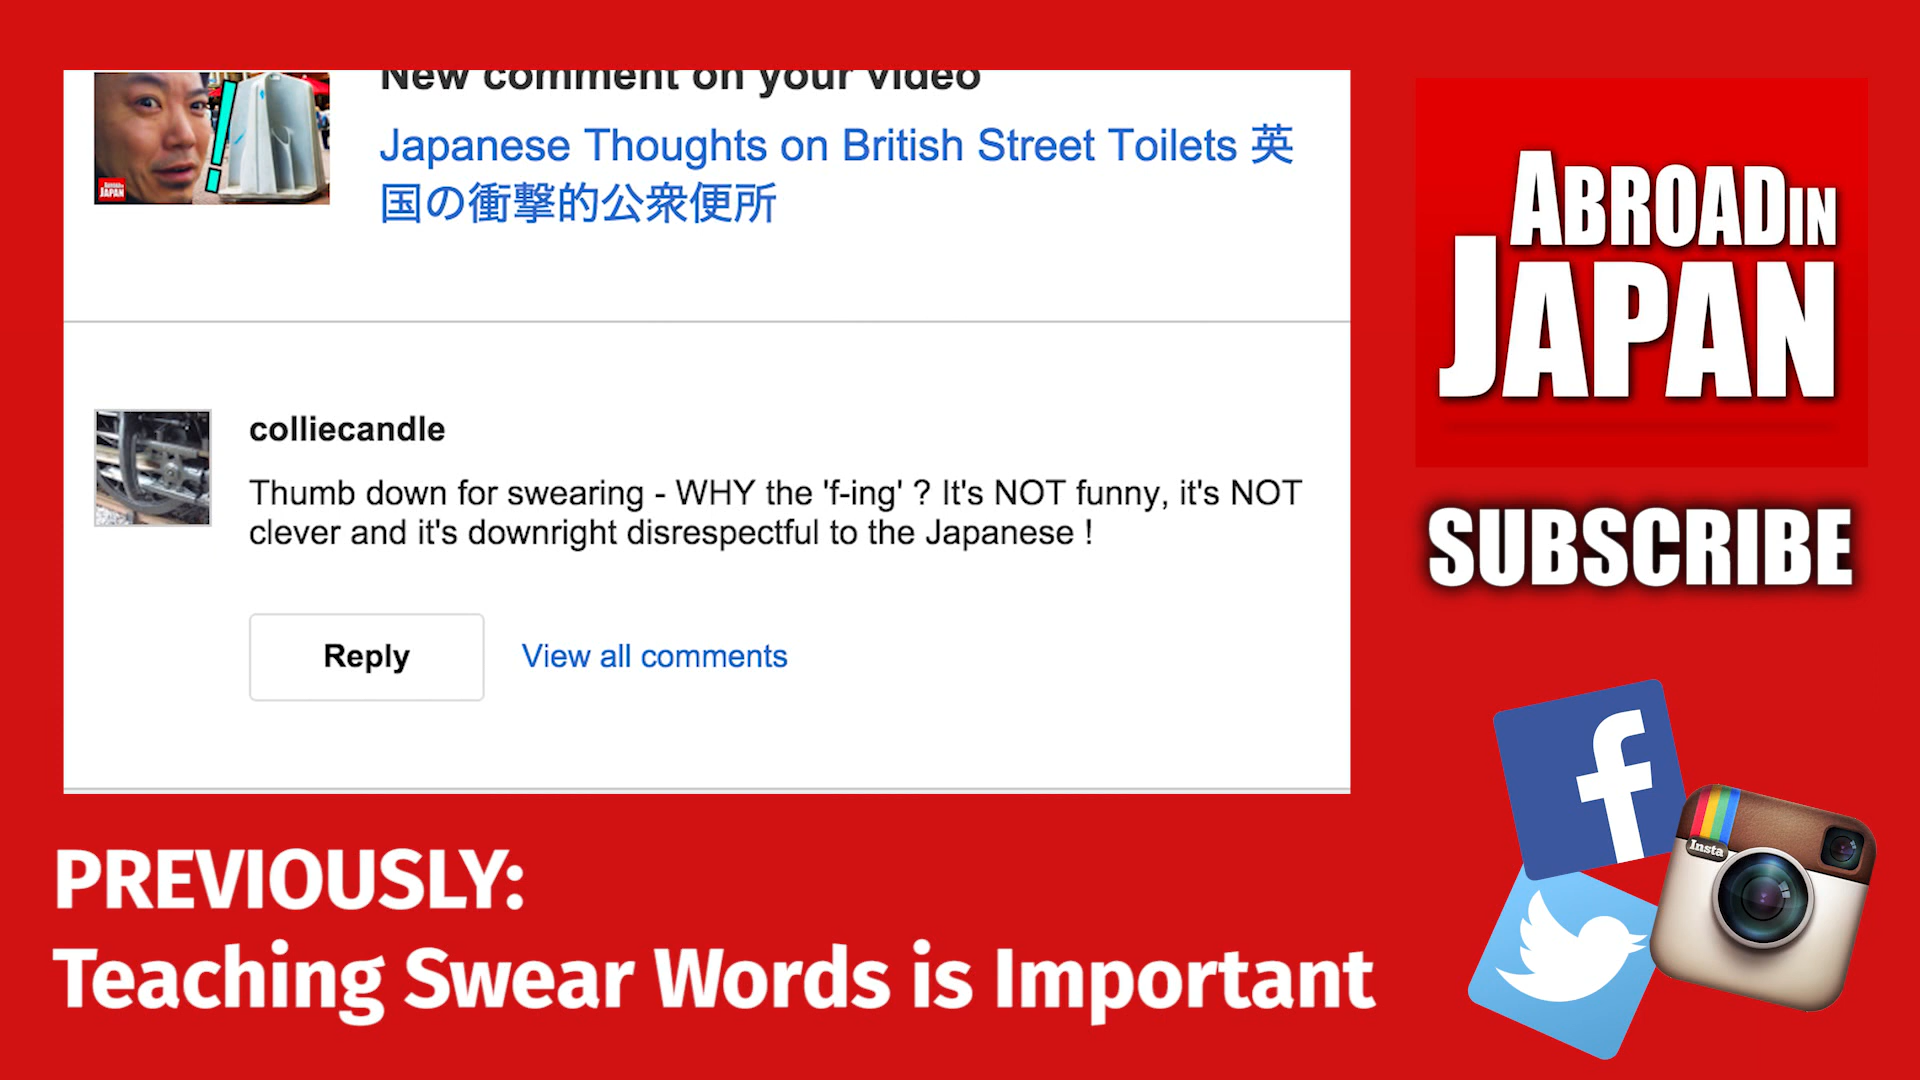 New comment on your video
Japanese Thoughts on British Street Toilets 英
国の衝撃的公衆便所
ABROAD IN
JAPAN
colliecandle
Thumb down for swearing - WHY the 'f-ing' ? It's NOT funny, it's NOT
clever and it's downright disrespectful to the Japanese !
Reply
View all comments
ABROAD IN
JAPAN
SUBSCRIBE
f
Insta
PREVIOUSLY:
Teaching Swear Words is Important